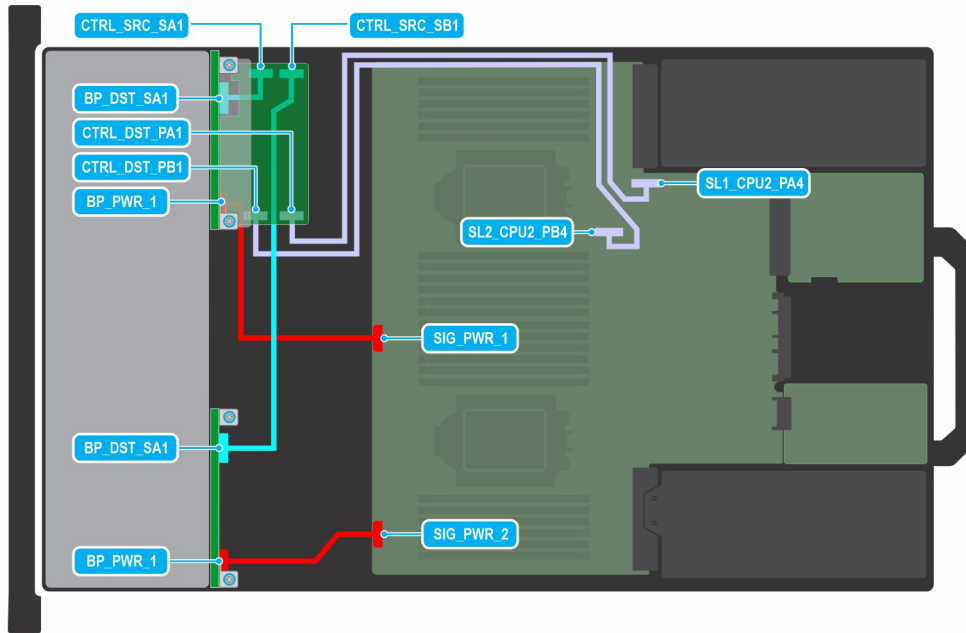 CTRL_SRC_SA1
CTRL_SRC_SB1
BP_DST_SA1
CTRL_DST_PA1
CTRL_DST_PB1
BP_PWR_1
SL1_CPU2_PA4
SL2_CPU2_PB4
SIG_PWR_1
BP_DST_SA1
SIG_PWR_2
BP_PWR_1